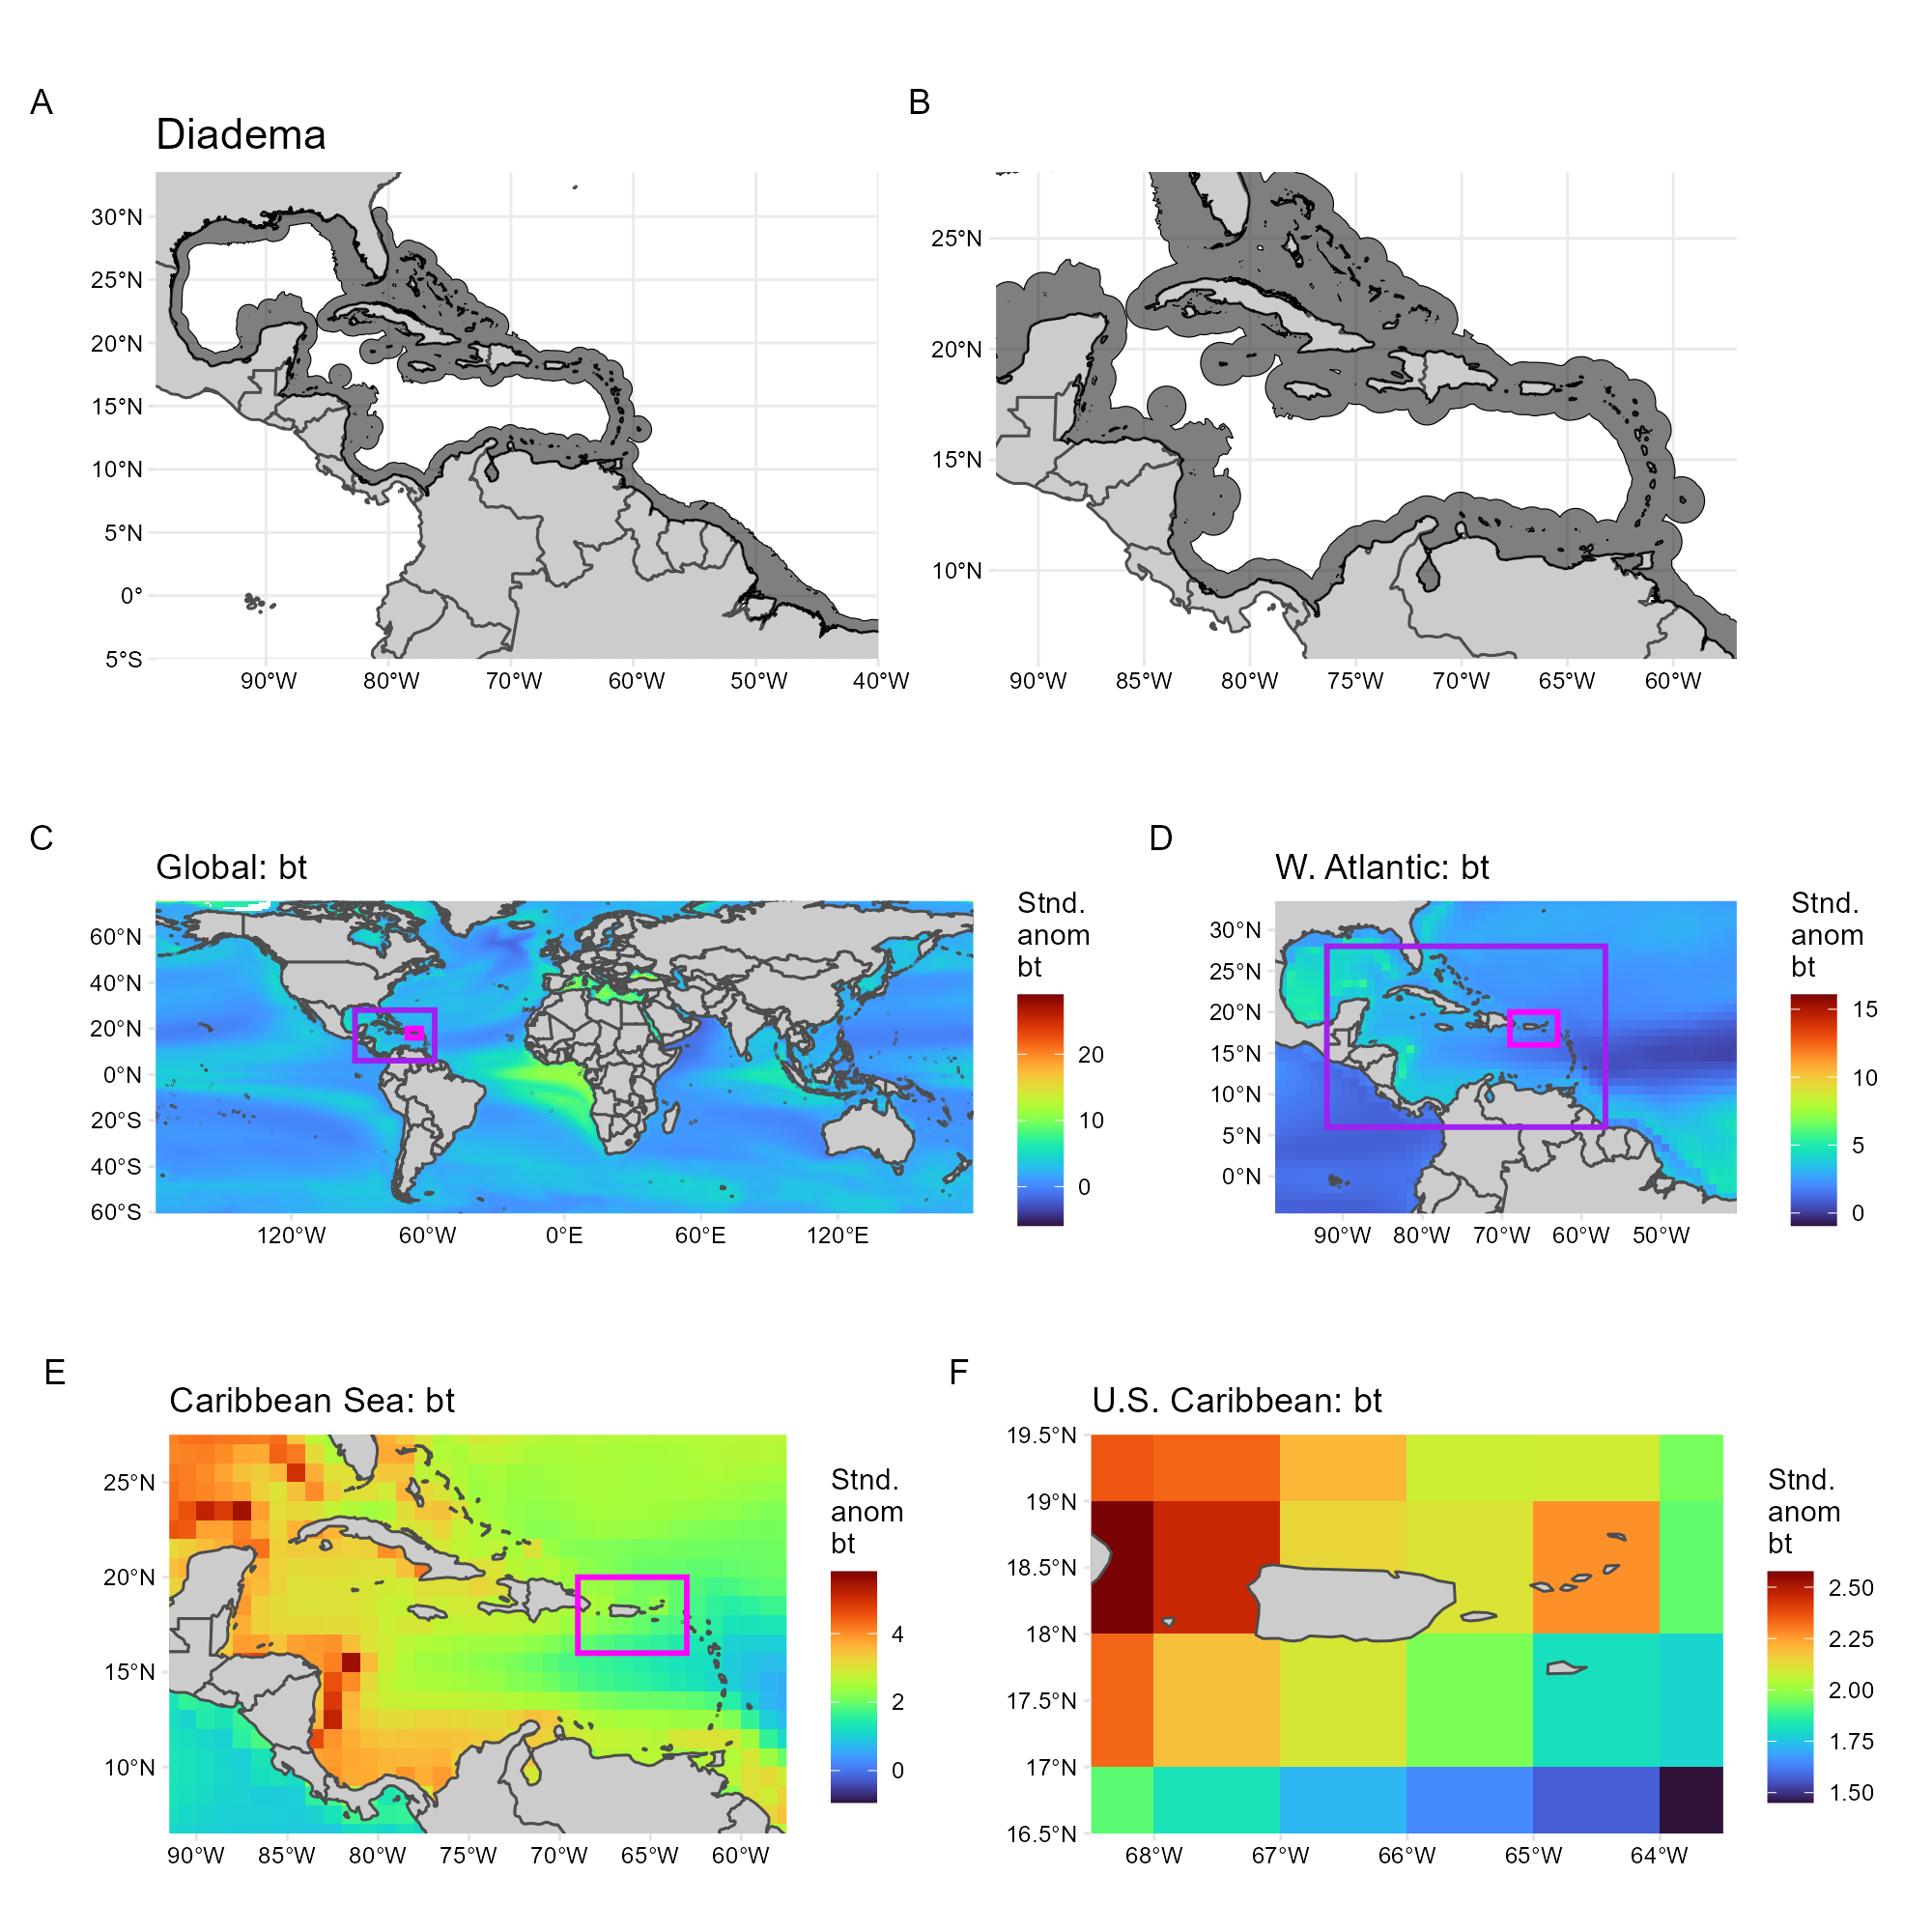 A
B
Diadema
30°N
25°N
20°N
15°N
10°N
5°N
0°
5°S
90°W 80°W 70°W 60°W 50°W 40°W
25°N
20°N
15°N
10°N
90°W 85°W 80°W 75°W 70°W 65°W 60°W
C
Global: bt
60°N
40°N
20°N
0°N
20°S
40°S
60°S
120°W 60°W 0°E 60°E 120°E
Stnd.
anom
bt
20
10
0
D
W. Atlantic: bt
30°N
25°N
20°N
15°N
10°N
5°N
0°N
90°W 80°W 70°W 60°W 50°W
Stnd.
anom
bt
15
10
5
0
E
Caribbean Sea: bt
25°N
20°N
15°N
10°N
90°W 85°W 80°W 75°W 70°W 65°W 60°W
Stnd.
anom
bt
4
2
0
F
U.S. Caribbean: bt
19.5°N
19°N
18.5°N
18°N
17.5°N
17°N
16.5°N
68°W 67°W 66°W 65°W 64°W
Stnd.
anom
bt
2.50
2.25
2.00
1.75
1.50